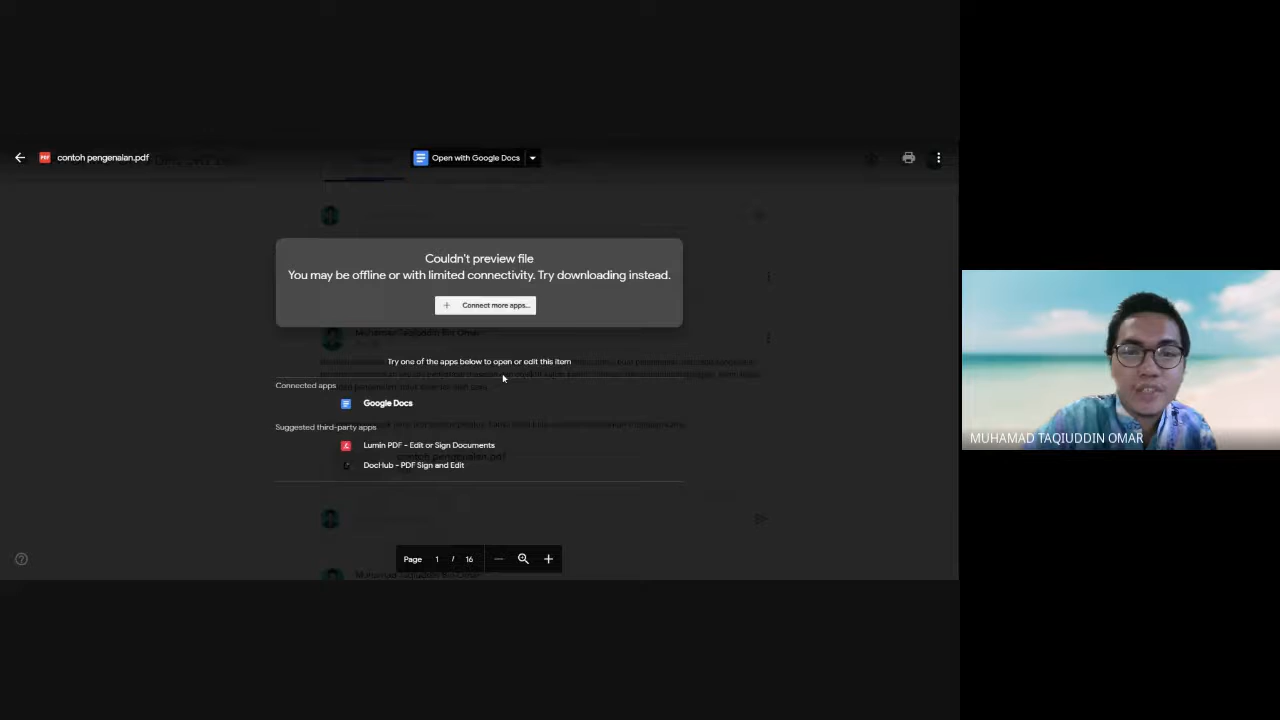 contoh pengenalan.pdf
Open with Google Docs
Couldn't preview file
You may be offline or with limited connectivity. Try downloading instead.
Connect more apps...
Try one of the apps below to open or edit this item
Connected apps
Google Docs
Suggested third-party apps
Lumin PDF - Edit or Sign Documents
DocHub - PDF Sign and Edit
contoh pengenalan.pdf
Page 1 / 16
MUHAMAD TAQIUDDIN OMAR